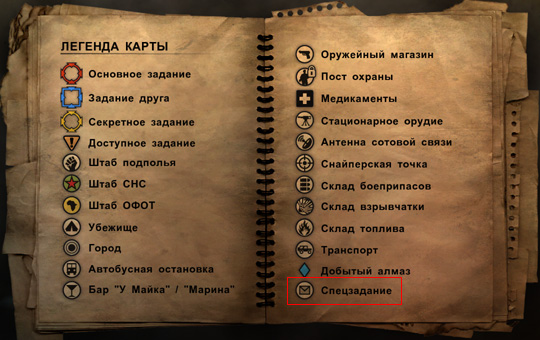 ЛЕГЕНДА КАРТЫ
Основное задание
Задание друга
Секретное задание
Доступное задание
Штаб подполья
Штаб СНС
Штаб ОФОТ
Убежище
Город
Автобусная остановка
Бар "У Майка" / "Марина"
Оружейный магазин
Пост охраны
Медикаменты
Стационарное орудие
Антенна сотовой связи
Снайперская точка
Склад боеприпасов
Склад взрывчатки
Склад топлива
Транспорт
Добытый алмаз
Спецзадание